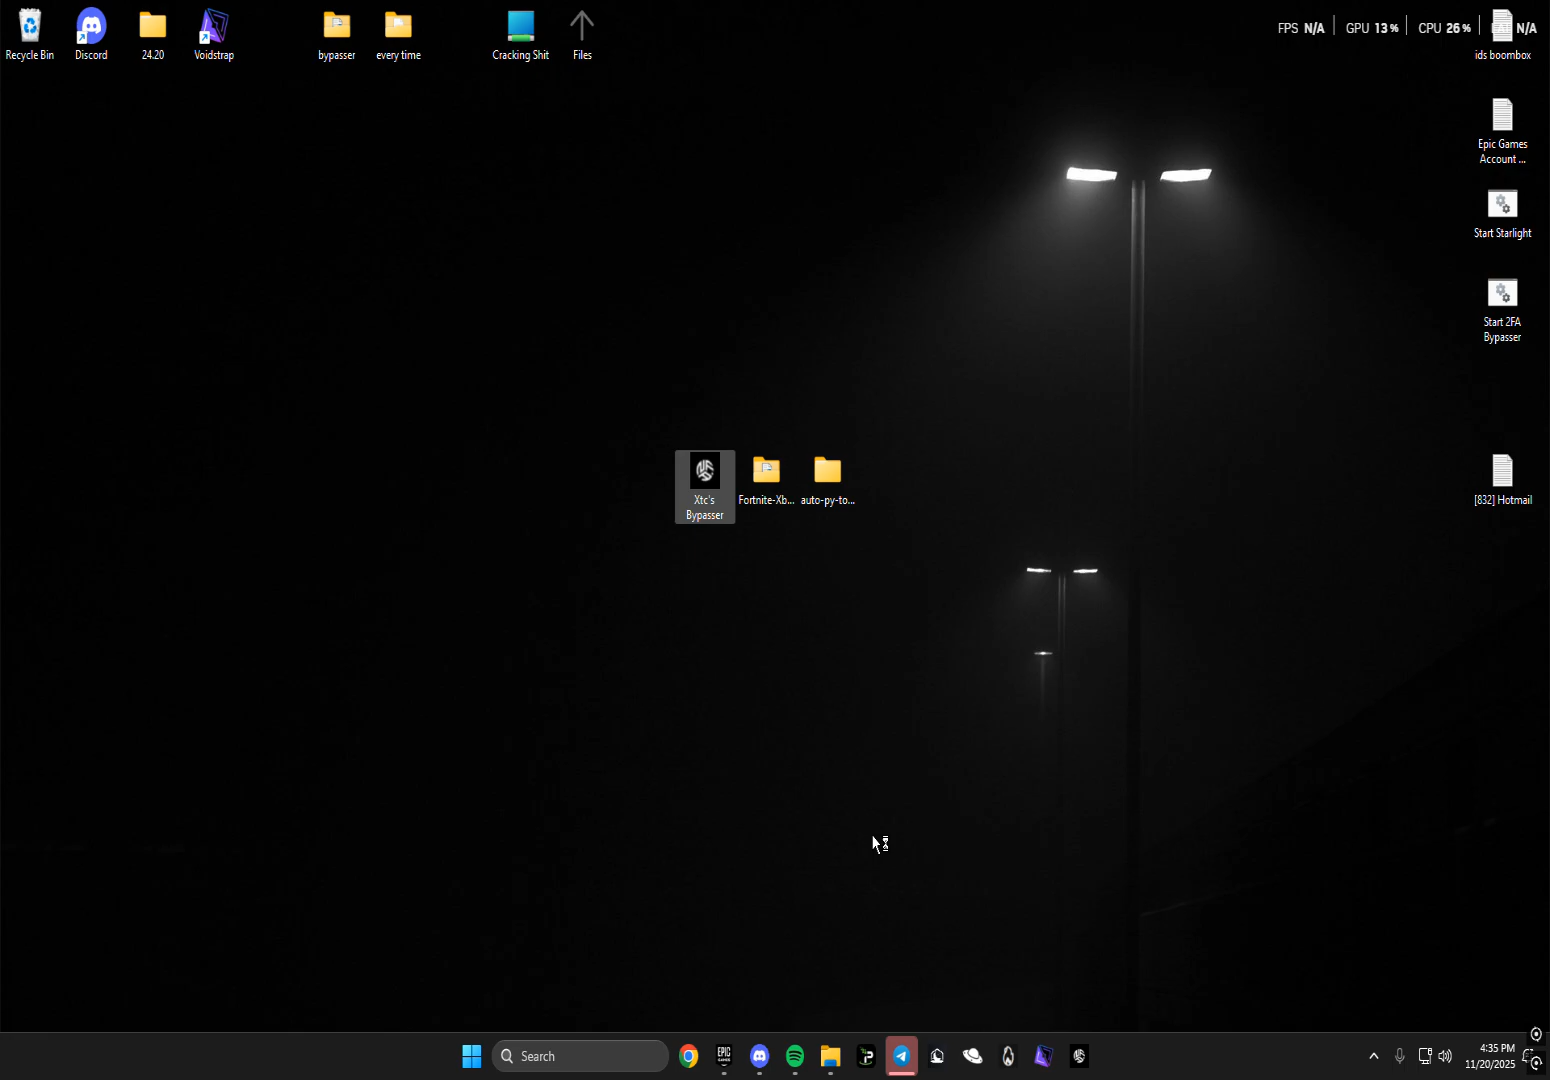 FPS N/A GPU 13 % CPU 26 % N/A
Recycle Bin
Discord
24.20
Voidstrap
bypasser
every time
Cracking Shit
Files
ids boombox
Epic Games
Account ...
Start Starlight
Start 2FA
Bypasser
Xtc's
Bypasser
Fortnite-Xb...
auto-py-to...
[832] Hotmail
Search
EPIC
GAMES
4:35 PM
11/20/2025